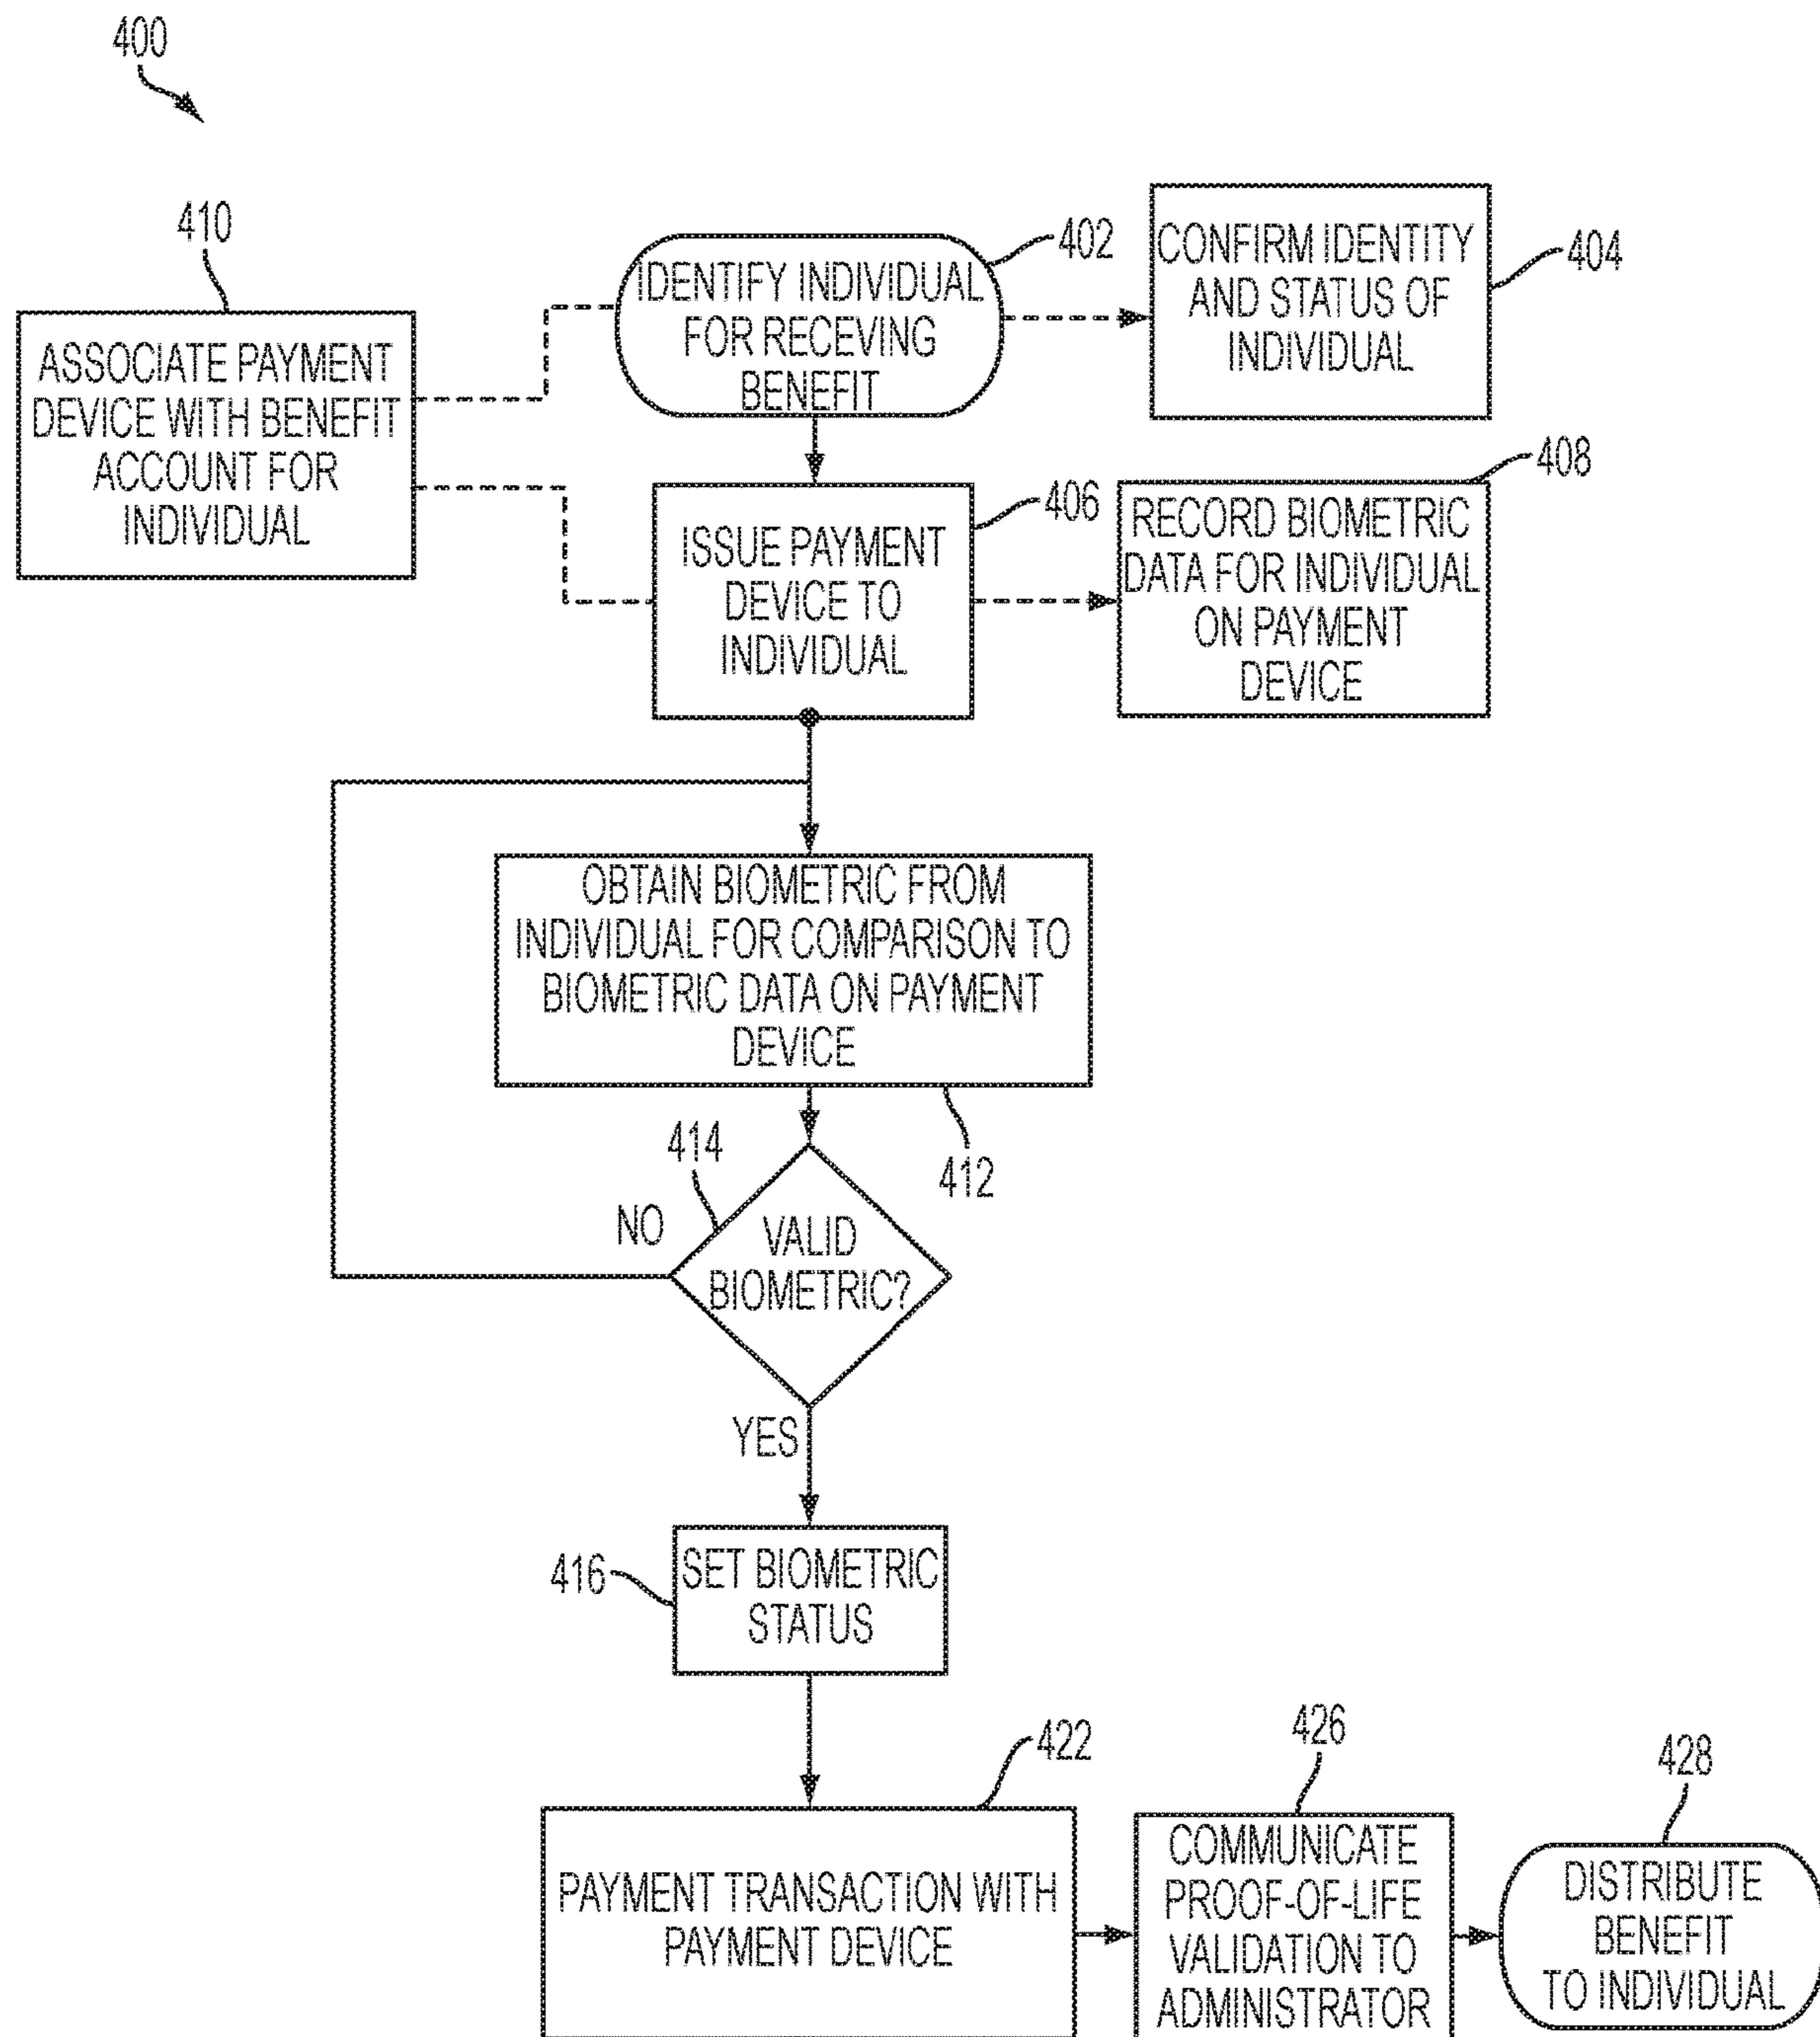 400
410
402
404
IDENTIFY INDIVIDUAL
FOR RECEVING
BENEFIT
CONFIRM IDENTITY
AND STATUS OF
INDIVIDUAL
ASSOCIATE PAYMENT
DEVICE WITH BENEFIT
ACCOUNT FOR
INDIVIDUAL
406
408
ISSUE PAYMENT
DEVICE TO
INDIVIDUAL
RECORD BIOMETRIC
DATA FOR INDIVIDUAL
ON PAYMENT
DEVICE
OBTAIN BIOMETRIC FROM
INDIVIDUAL FOR COMPARISON TO
BIOMETRIC DATA ON PAYMENT
DEVICE
412
414
NO
VALID
BIOMETRIC?
YES
416
SET BIOMETRIC
STATUS
422
426
428
PAYMENT TRANSACTION WITH
PAYMENT DEVICE
COMMUNICATE
PROOF-OF-LIFE
VALIDATION TO
ADMINISTRATOR
DISTRIBUTE
BENEFIT
TO INDIVIDUAL